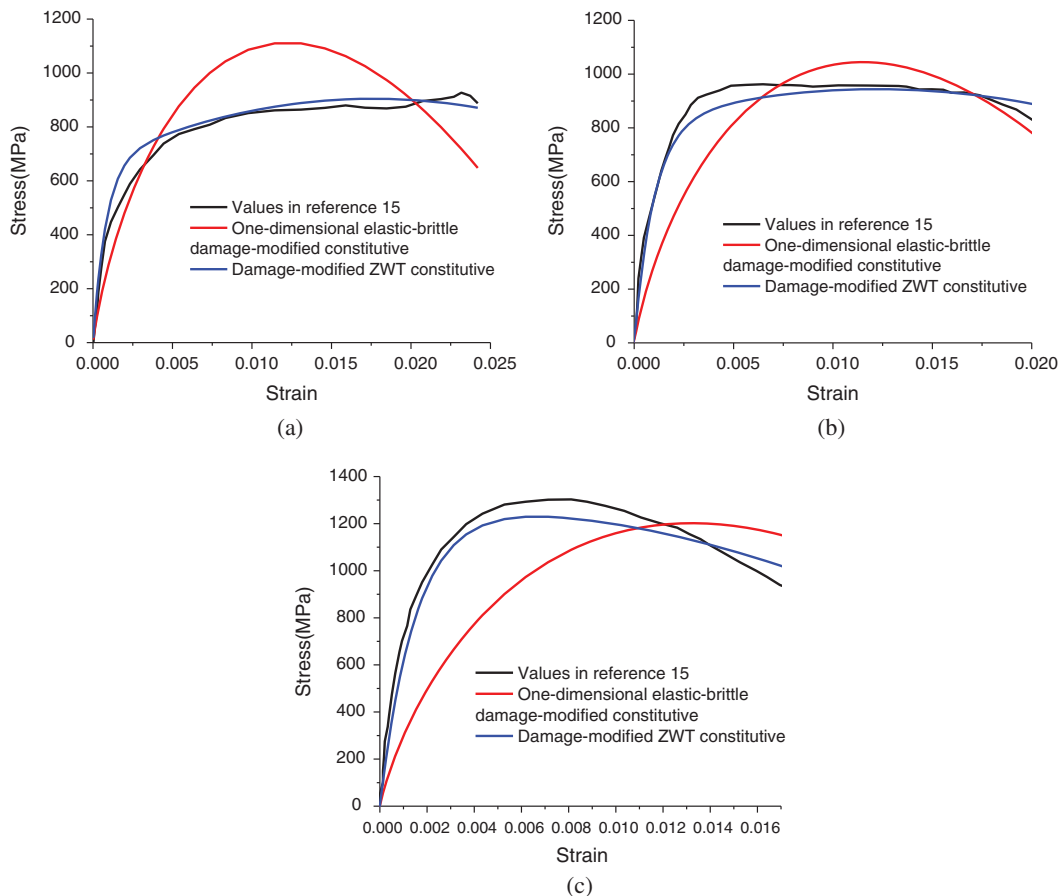 1200
1000
800
600
400
200
0
Stress(MPa)
Values in reference 15
One-dimensional elastic-brittle
damage-modified constitutive
Damage-modified ZWT constitutive
0.000 0.005 0.010 0.015 0.020 0.025
Strain
(a)
1200
1000
800
600
400
200
0
Stress(MPa)
Values in reference 15
One-dimensional elastic-brittle
damage-modified constitutive
Damage-modified ZWT constitutive
0.000 0.005 0.010 0.015 0.020
Strain
(b)
1400
1200
1000
800
600
400
200
0
Stress(MPa)
Values in reference 15
One-dimensional elastic-brittle
damage-modified constitutive
Damage-modified ZWT constitutive
0.000 0.002 0.004 0.006 0.008 0.010 0.012 0.014 0.016
Strain
(c)